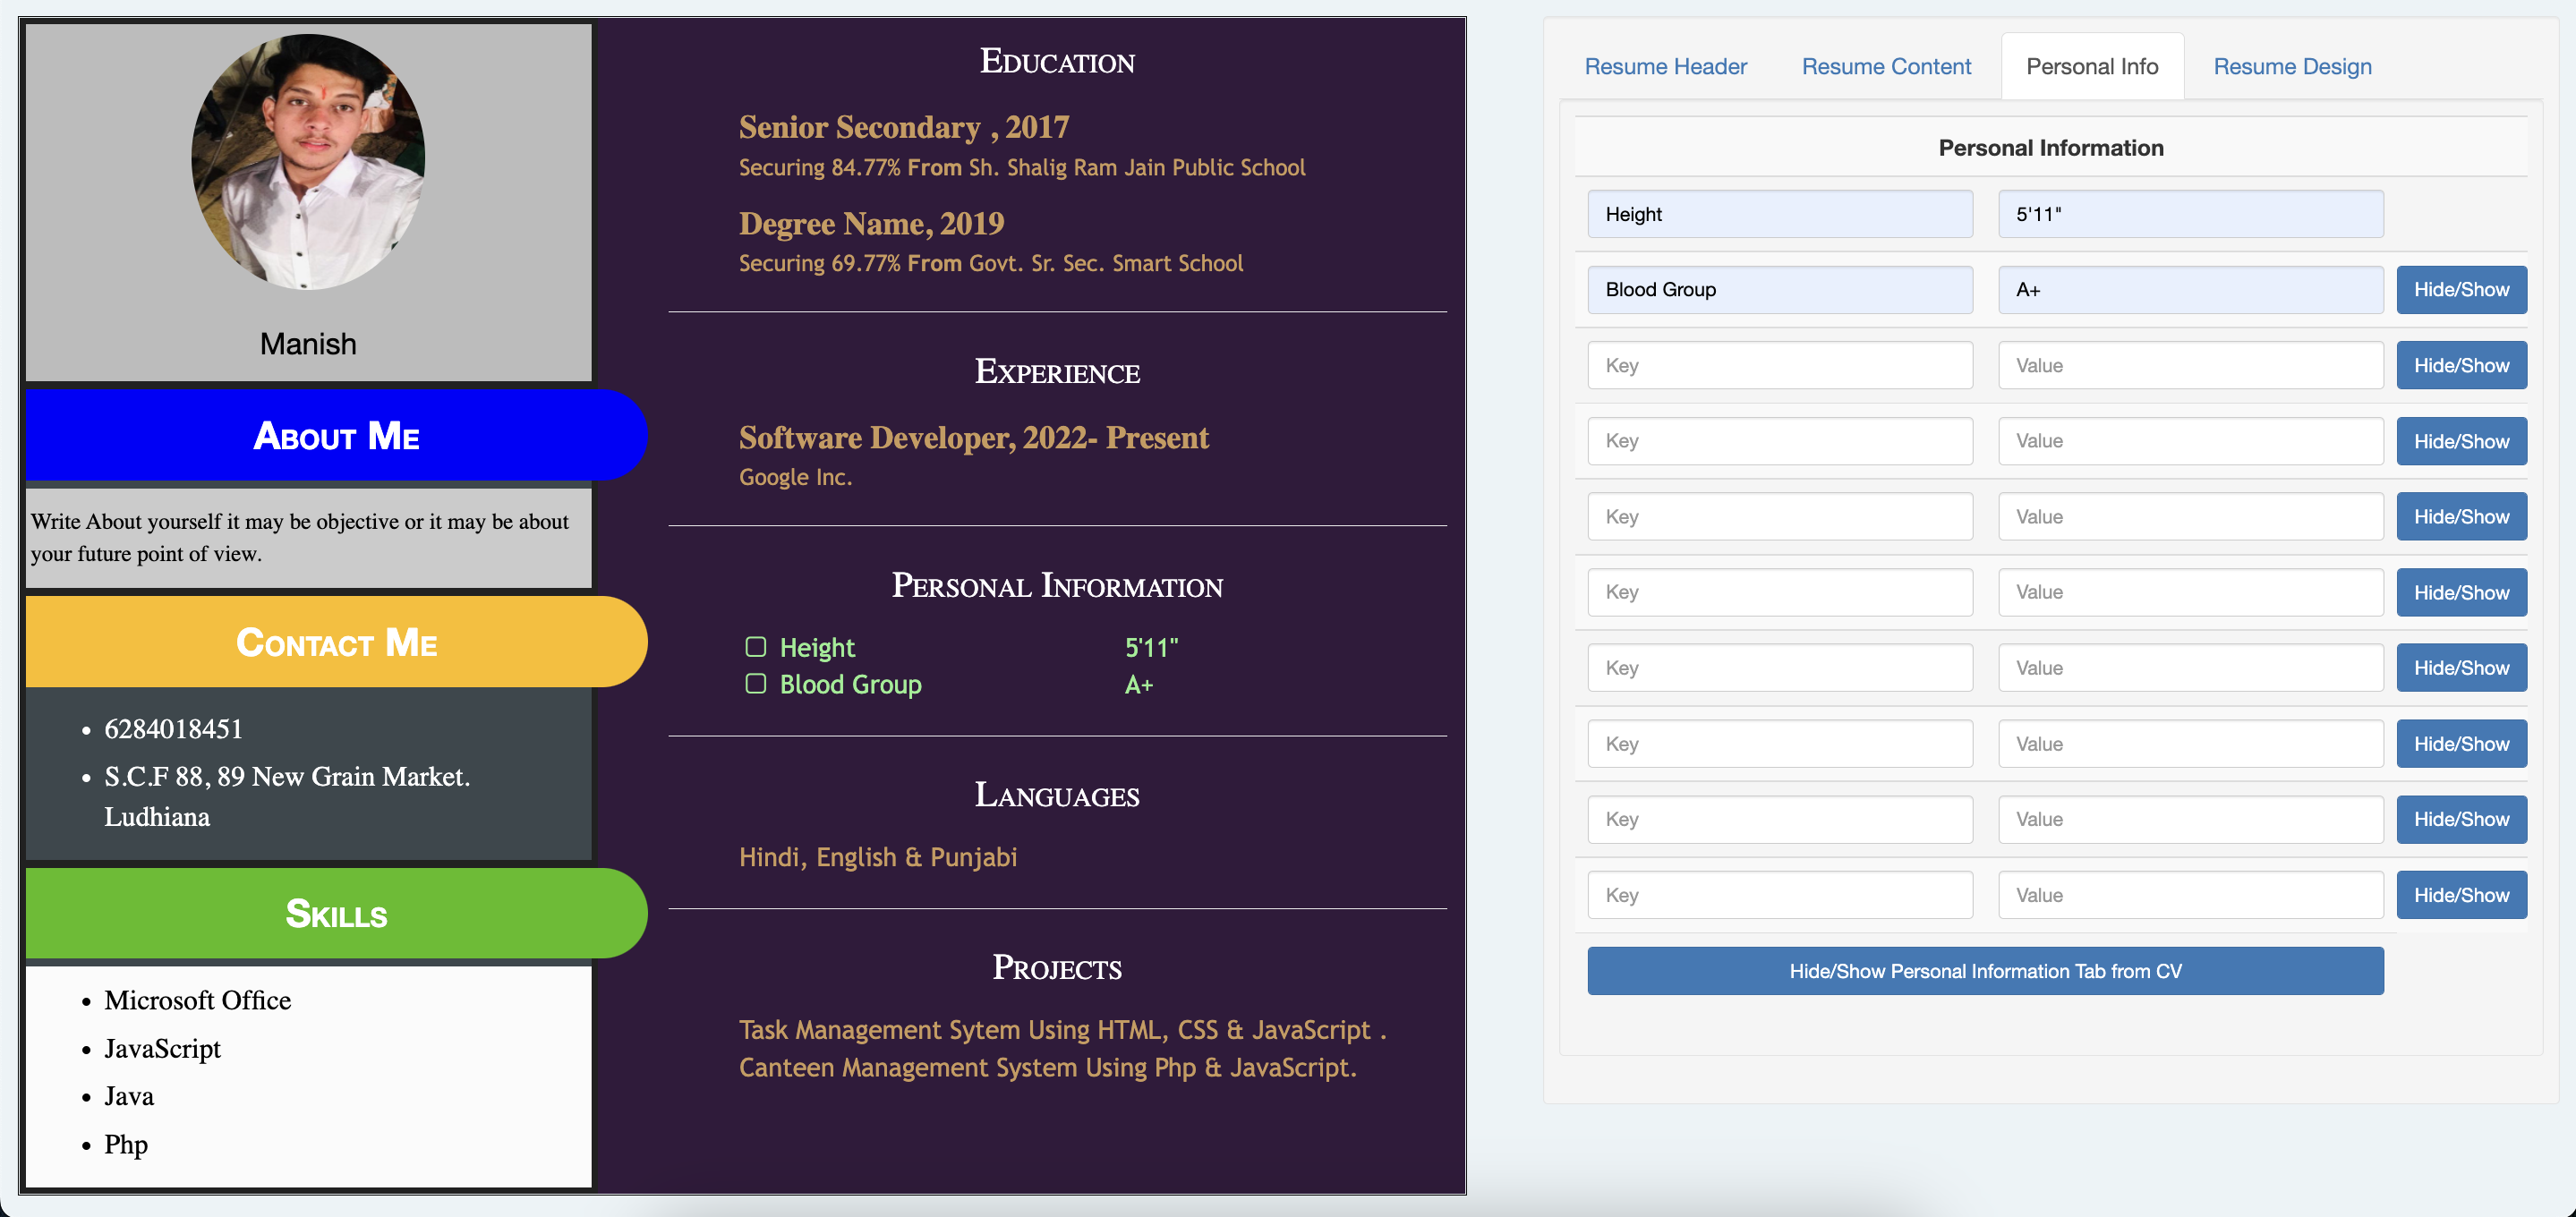 Manish
About Me
Write About yourself it may be objective or it may be about
your future point of view.
Contact Me
6284018451
S.C.F 88, 89 New Grain Market.
Ludhiana
Skills
Microsoft Office
JavaScript
Java
Php
Education
Senior Secondary , 2017
Securing 84.77% From Sh. Shalig Ram Jain Public School
Degree Name, 2019
Securing 69.77% From Govt. Sr. Sec. Smart School
Experience
Software Developer, 2022- Present
Google Inc.
Personal Information
Height 5'11"
Blood Group A+
Languages
Hindi, English & Punjabi
Projects
Task Management Sytem Using HTML, CSS & JavaScript .
Canteen Management System Using Php & JavaScript.
Resume Header Resume Content Personal Info Resume Design
Personal Information
Height 5'11"
Blood Group A+ Hide/Show
Key Value Hide/Show
Key Value Hide/Show
Key Value Hide/Show
Key Value Hide/Show
Key Value Hide/Show
Key Value Hide/Show
Key Value Hide/Show
Key Value Hide/Show
Hide/Show Personal Information Tab from CV